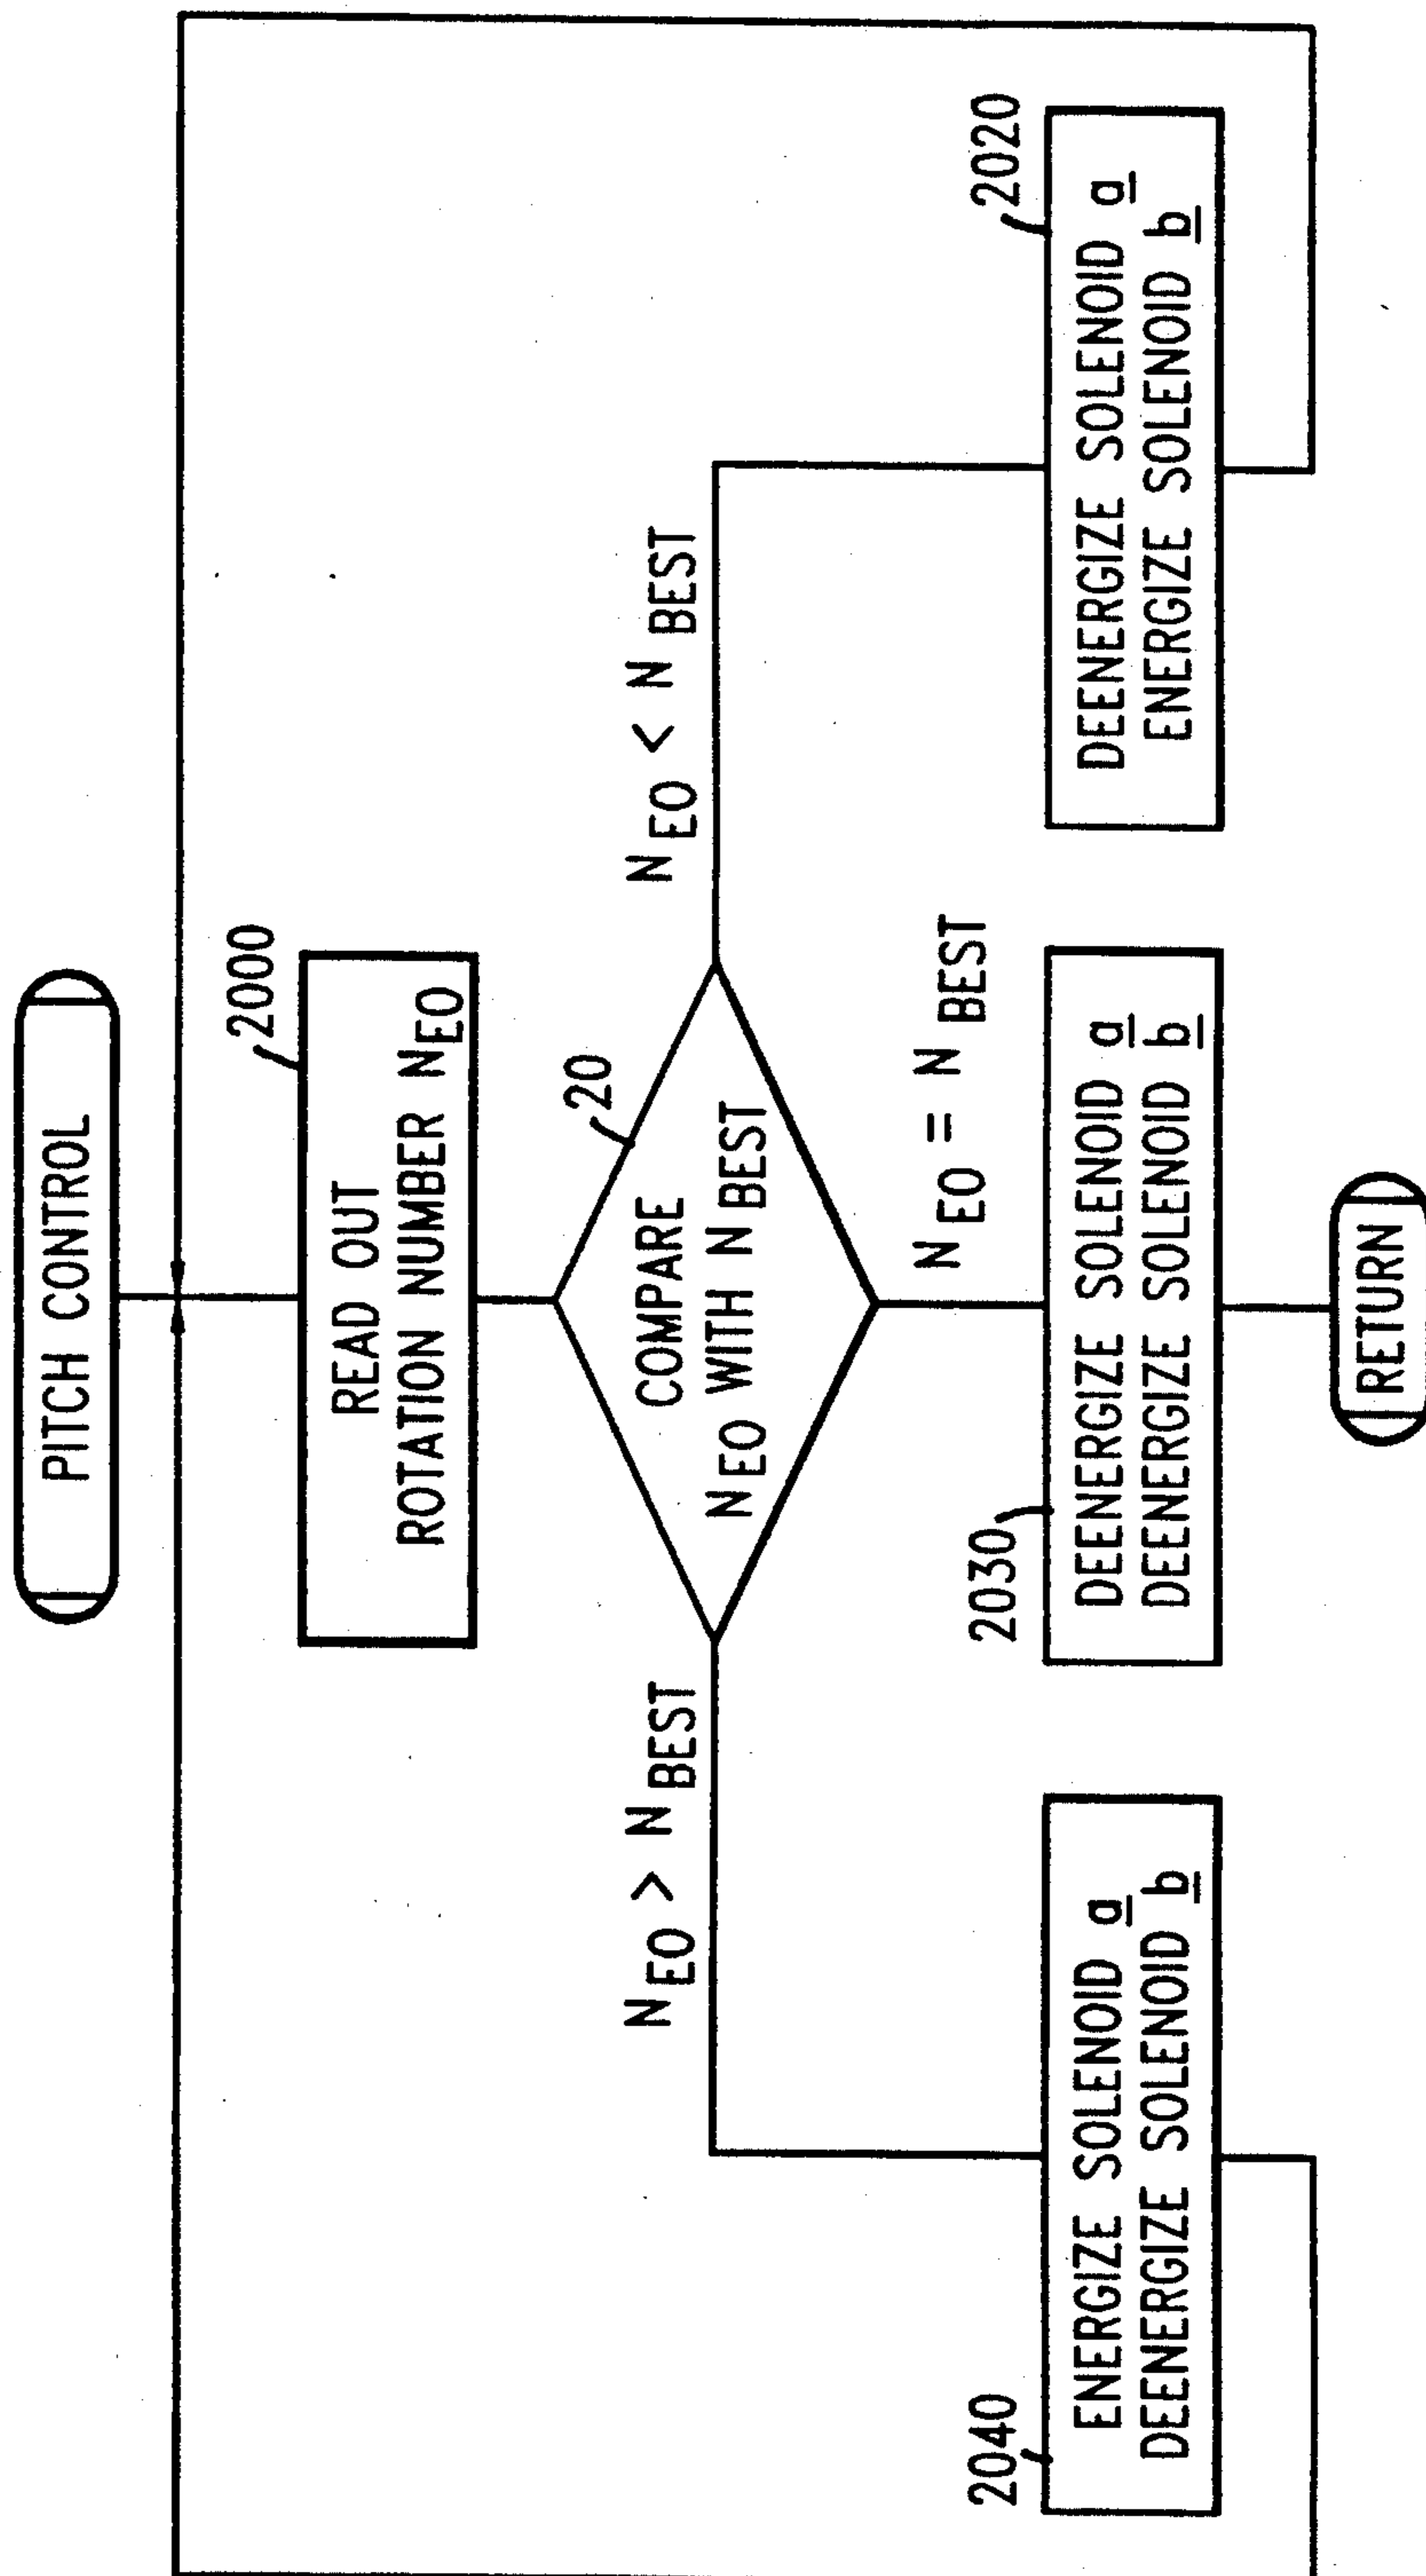 PITCH CONTROL
2000
READ OUT
ROTATION NUMBER NEO
20
COMPARE
NEO WITH N BEST
NEO > N BEST
NEO < N BEST
NEO = N BEST
2040
ENERGIZE SOLENOID a
DEENERGIZE SOLENOID b
2030
DEENERGIZE SOLENOID a
DEENERGIZE SOLENOID b
2020
DEENERGIZE SOLENOID a
ENERGIZE SOLENOID b
RETURN